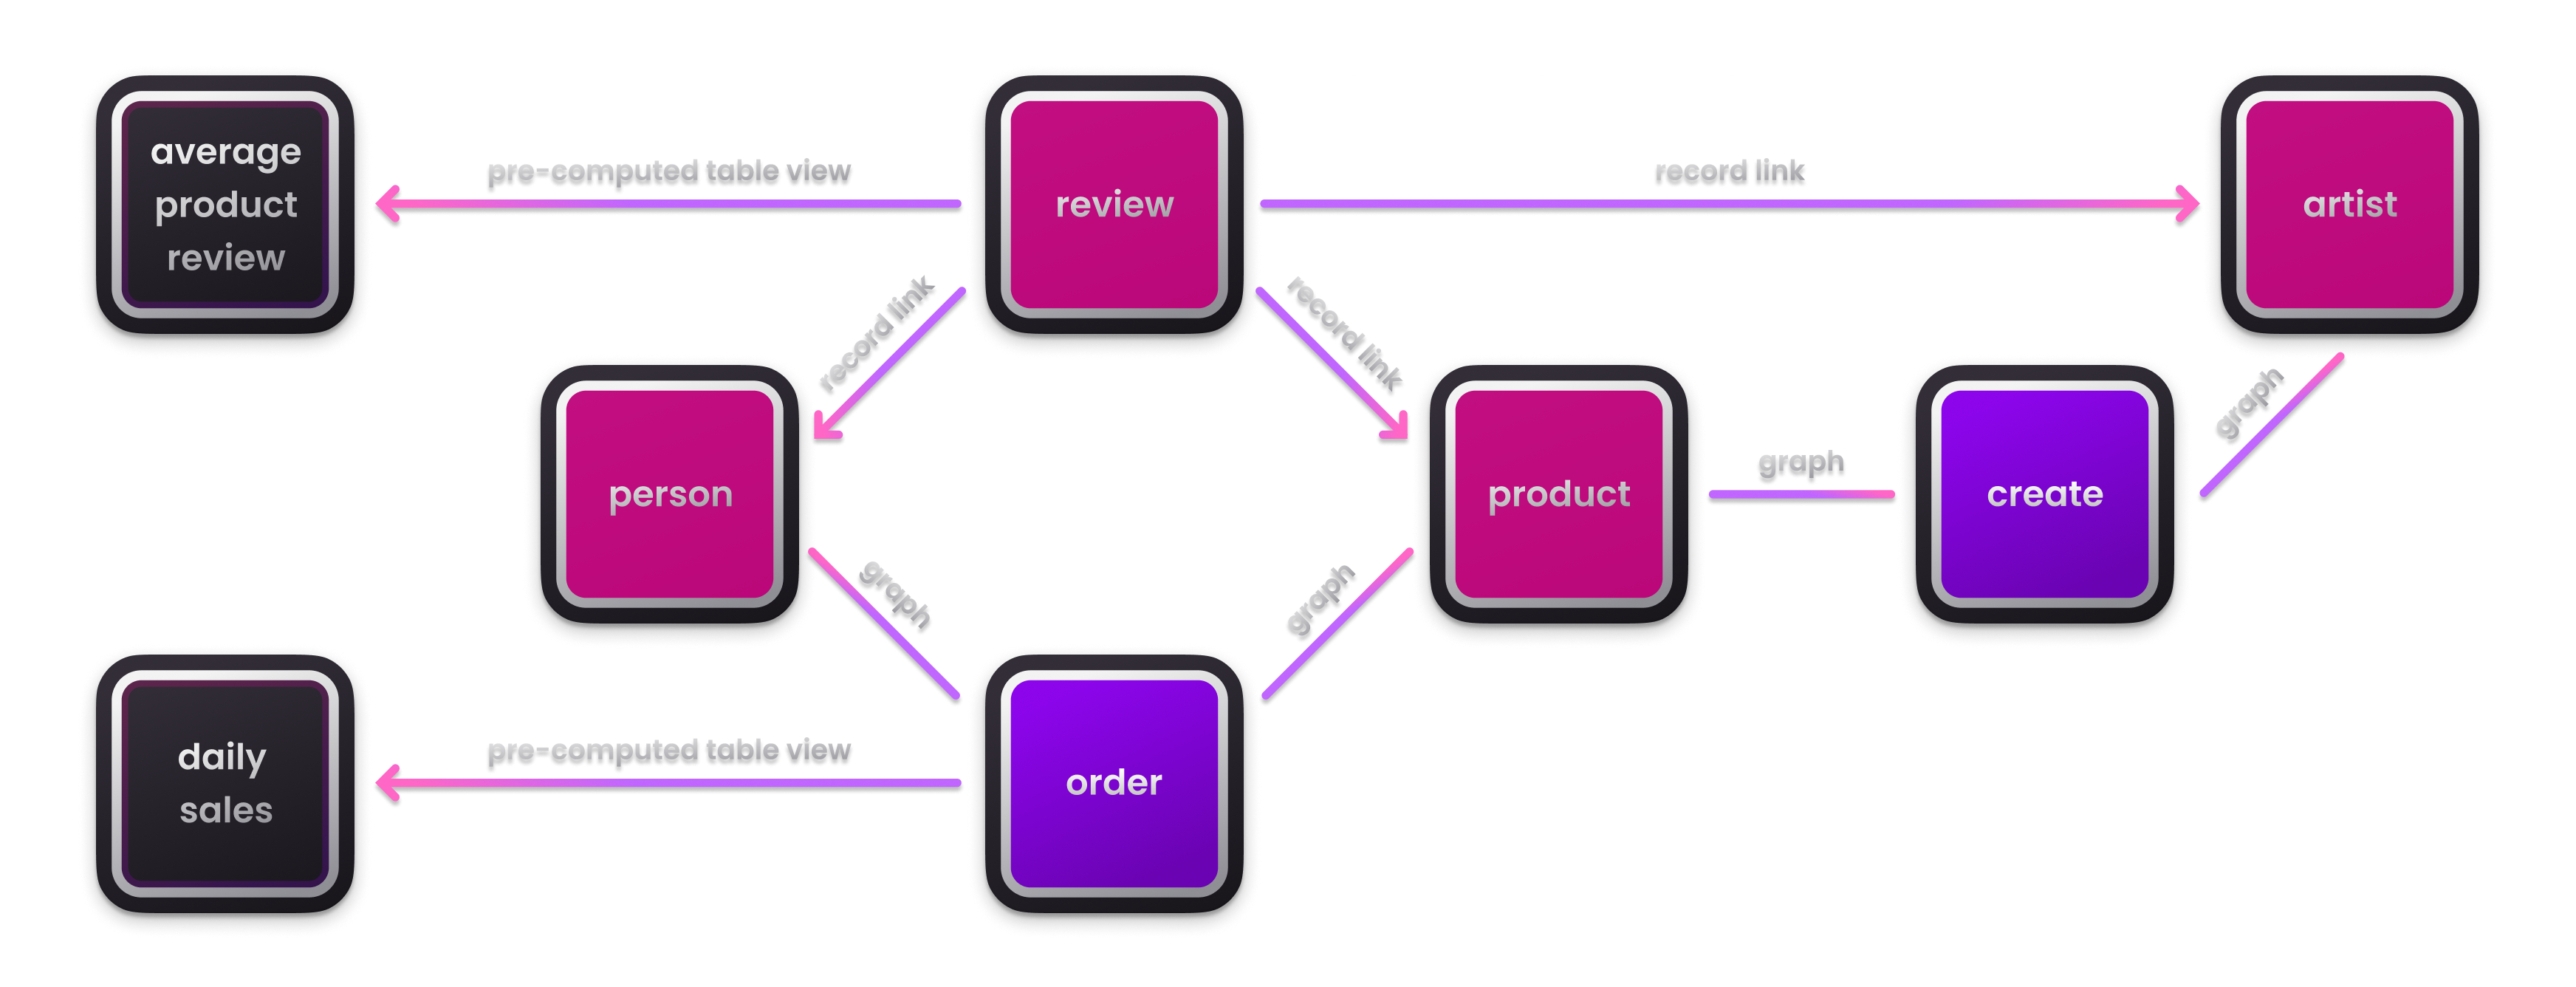 average
product
review
pre-computed table view
review
record link
artist
record link
record link
person
product
graph
create
graph
graph
graph
daily
sales
pre-computed table view
order